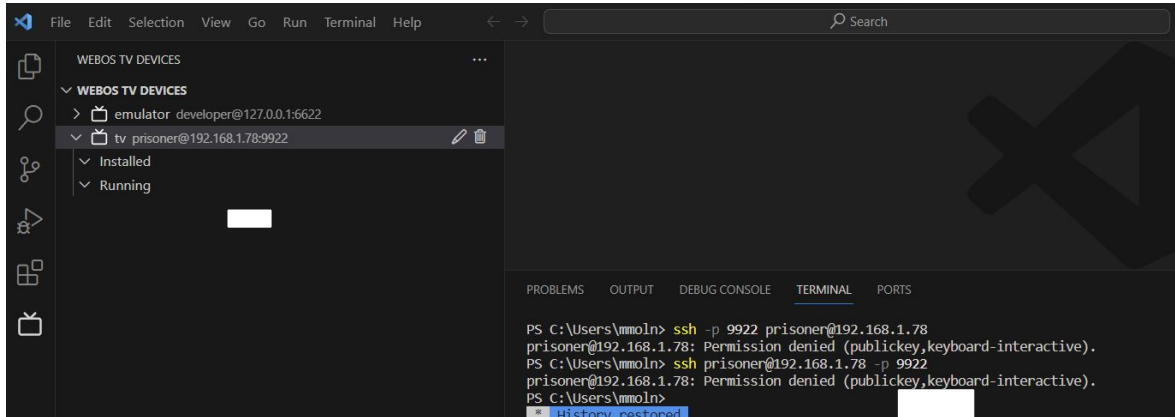 File Edit Selection View Go Run Terminal Help Search
WEBOS TV DEVICES
WEBOS TV DEVICES
emulator developer@127.0.0.1:6622
tv prisoner@192.168.1.78:9922
Installed
Running
PROBLEMS OUTPUT DEBUG CONSOLE TERMINAL PORTS
PS C:\Users\mmoln> ssh -p 9922 prisoner@192.168.1.78
prisoner@192.168.1.78: Permission denied (publickey,keyboard-interactive).
PS C:\Users\mmoln> ssh prisoner@192.168.1.78 -p 9922
prisoner@192.168.1.78: Permission denied (publickey,keyboard-interactive).
PS C:\Users\mmoln>
* History restored